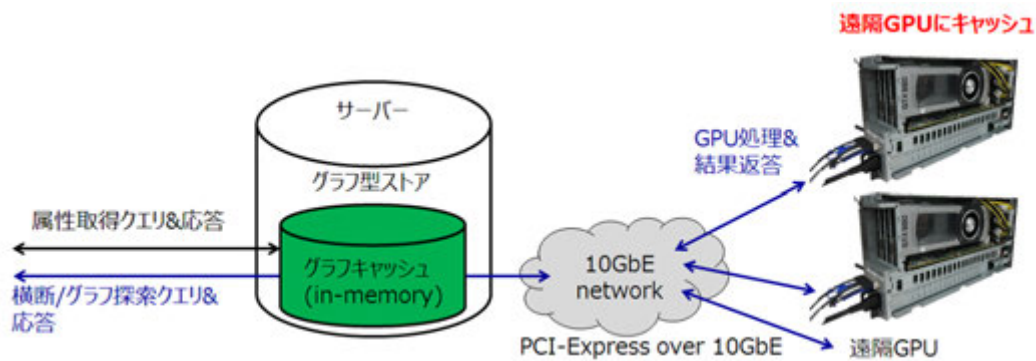 遠隔GPUにキャッシュ
サーバー
グラフ型ストア
GPU処理&
結果返答
属性取得クエリ&応答
グラフキャッシュ
(in-memory)
横断/グラフ探索クエリ&
応答
10GbE
network
PCI-Express over 10GbE
遠隔GPU